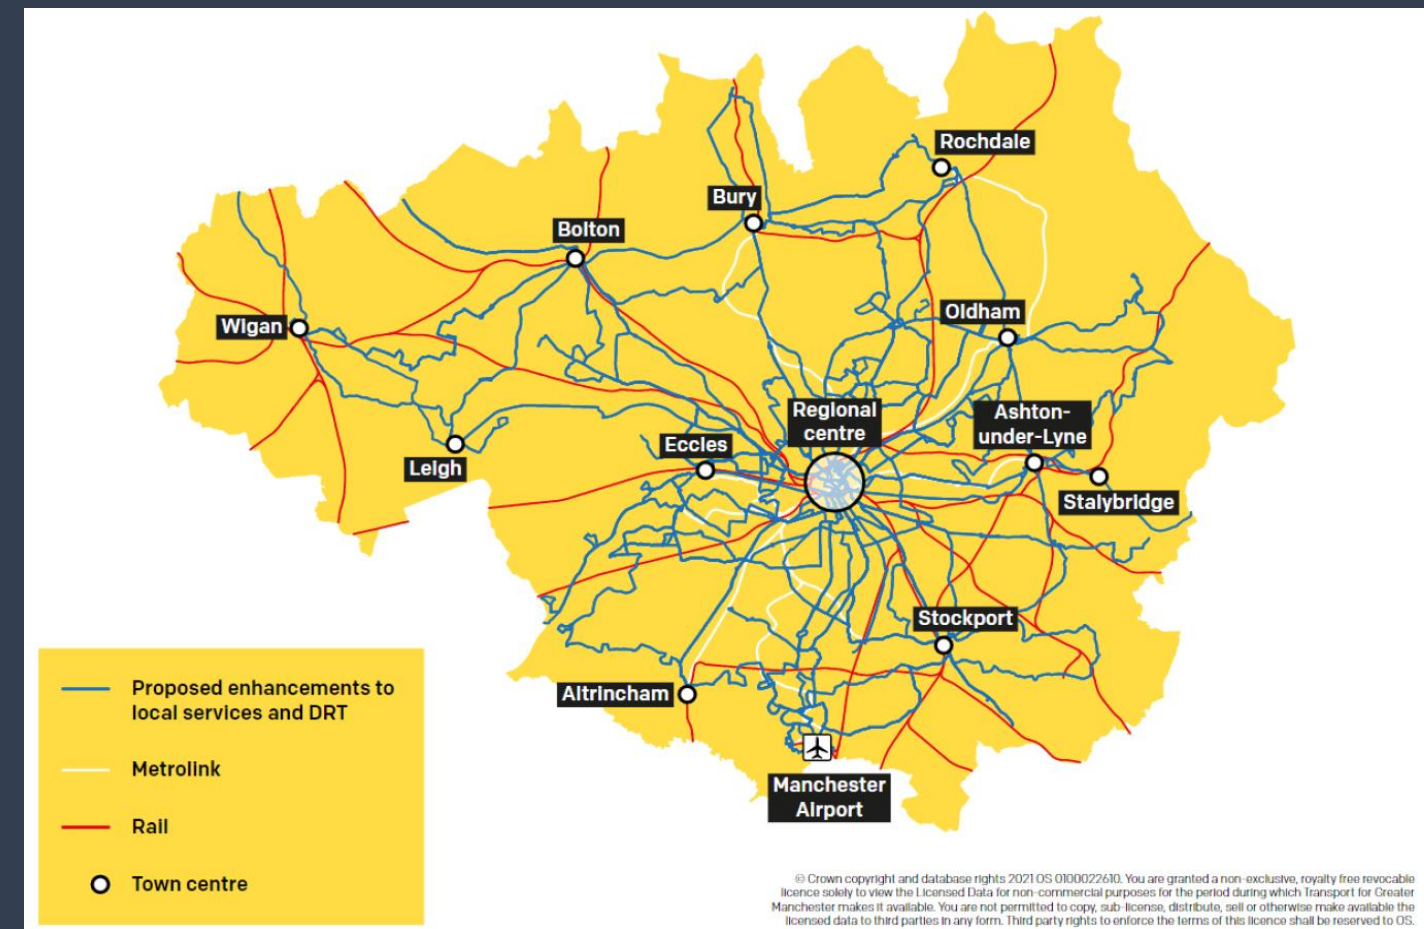 Rochdale
Bury
Bolton
Oldham
Wigan
Regional
centre
Ashton-
under-Lyne
Eccles
Leigh
Stalybridge
Stockport
Altrincham
Manchester
Airport
Proposed enhancements to
local services and DRT
Metrolink
Rail
Town centre
© Crown copyright and database rights 2021 OS 0100022610. You are granted a non-exclusive, royalty free revocable
licence solely to view the Licensed Data for non-commercial purposes for the period during which Transport for Greater
Manchester makes it available. You are not permitted to copy, sub-license, distribute, sell or otherwise make available the
licensed data to third parties in any form. Third party rights to enforce the terms of this licence shall be reserved to OS.